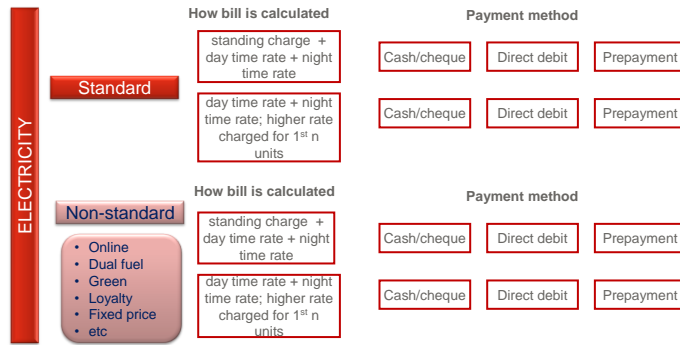 How bill is calculated
Payment method
ELECTRICITY
Standard
standing charge +
day time rate + night
time rate
Cash/cheque
Direct debit
Prepayment
day time rate + night
time rate; higher rate
charged for 1st n
units
Cash/cheque
Direct debit
Prepayment
How bill is calculated
Payment method
Non-standard
• Online
• Dual fuel
• Green
• Loyalty
• Fixed price
• etc
standing charge +
day time rate + night
time rate
Cash/cheque
Direct debit
Prepayment
day time rate + night
time rate; higher rate
charged for 1st n
units
Cash/cheque
Direct debit
Prepayment